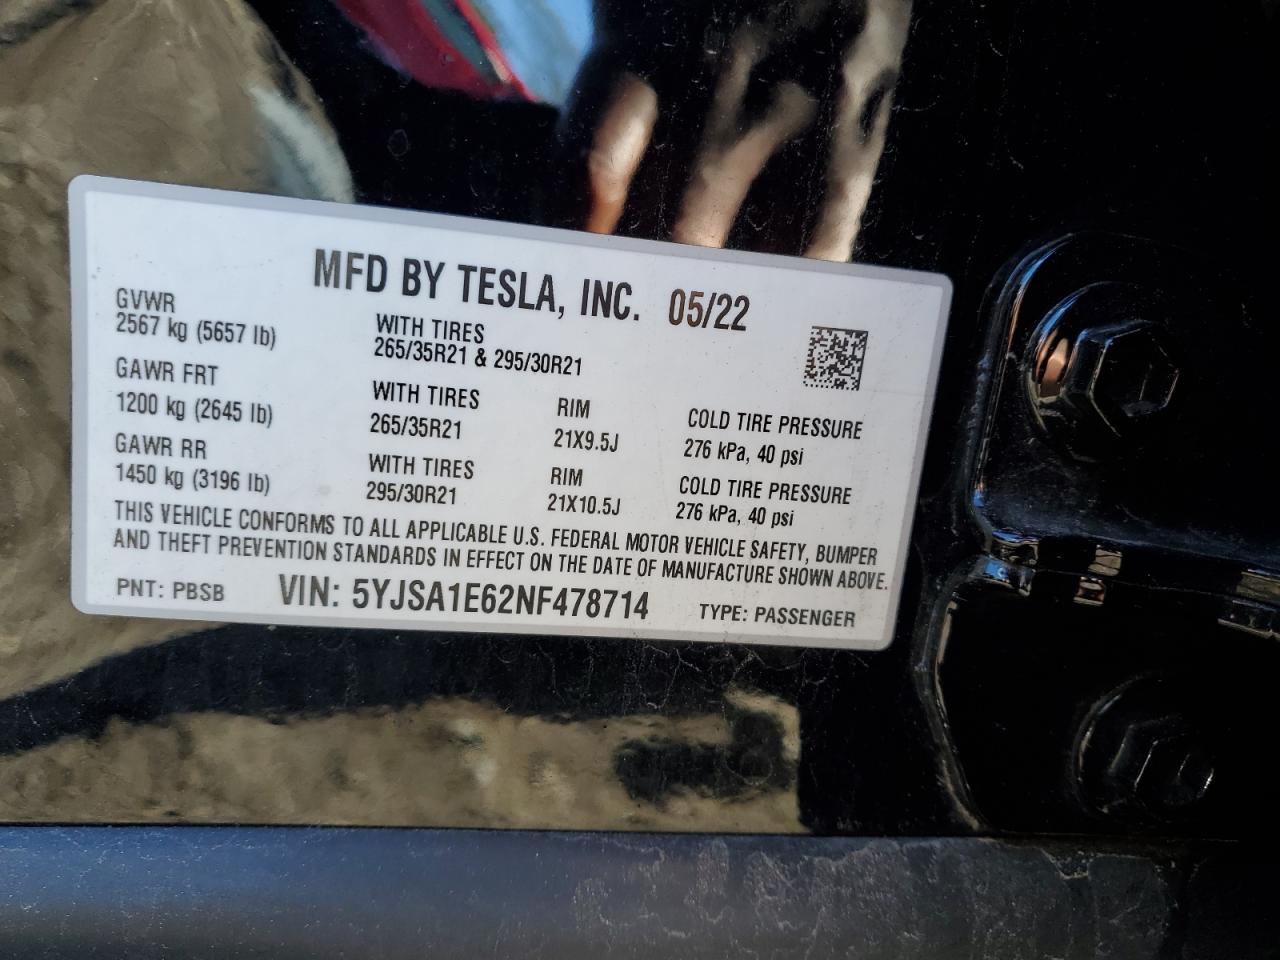 MFD BY TESLA, INC. 05/22
GVWR
2567 kg (5657 lb)
WITH TIRES
265/35R21 & 295/30R21
GAWR FRT
1200 kg (2645 lb)
WITH TIRES
265/35R21
RIM
21X9.5J
COLD TIRE PRESSURE
276 kPa, 40 psi
GAWR RR
1450 kg (3196 lb)
WITH TIRES
295/30R21
RIM
21X10.5J
COLD TIRE PRESSURE
276 kPa, 40 psi
THIS VEHICLE CONFORMS TO ALL APPLICABLE U.S. FEDERAL MOTOR VEHICLE SAFETY, BUMPER
AND THEFT PREVENTION STANDARDS IN EFFECT ON THE DATE OF MANUFACTURE SHOWN ABOVE.
PNT: PBSB VIN: 5YJSA1E62NF478714 TYPE: PASSENGER